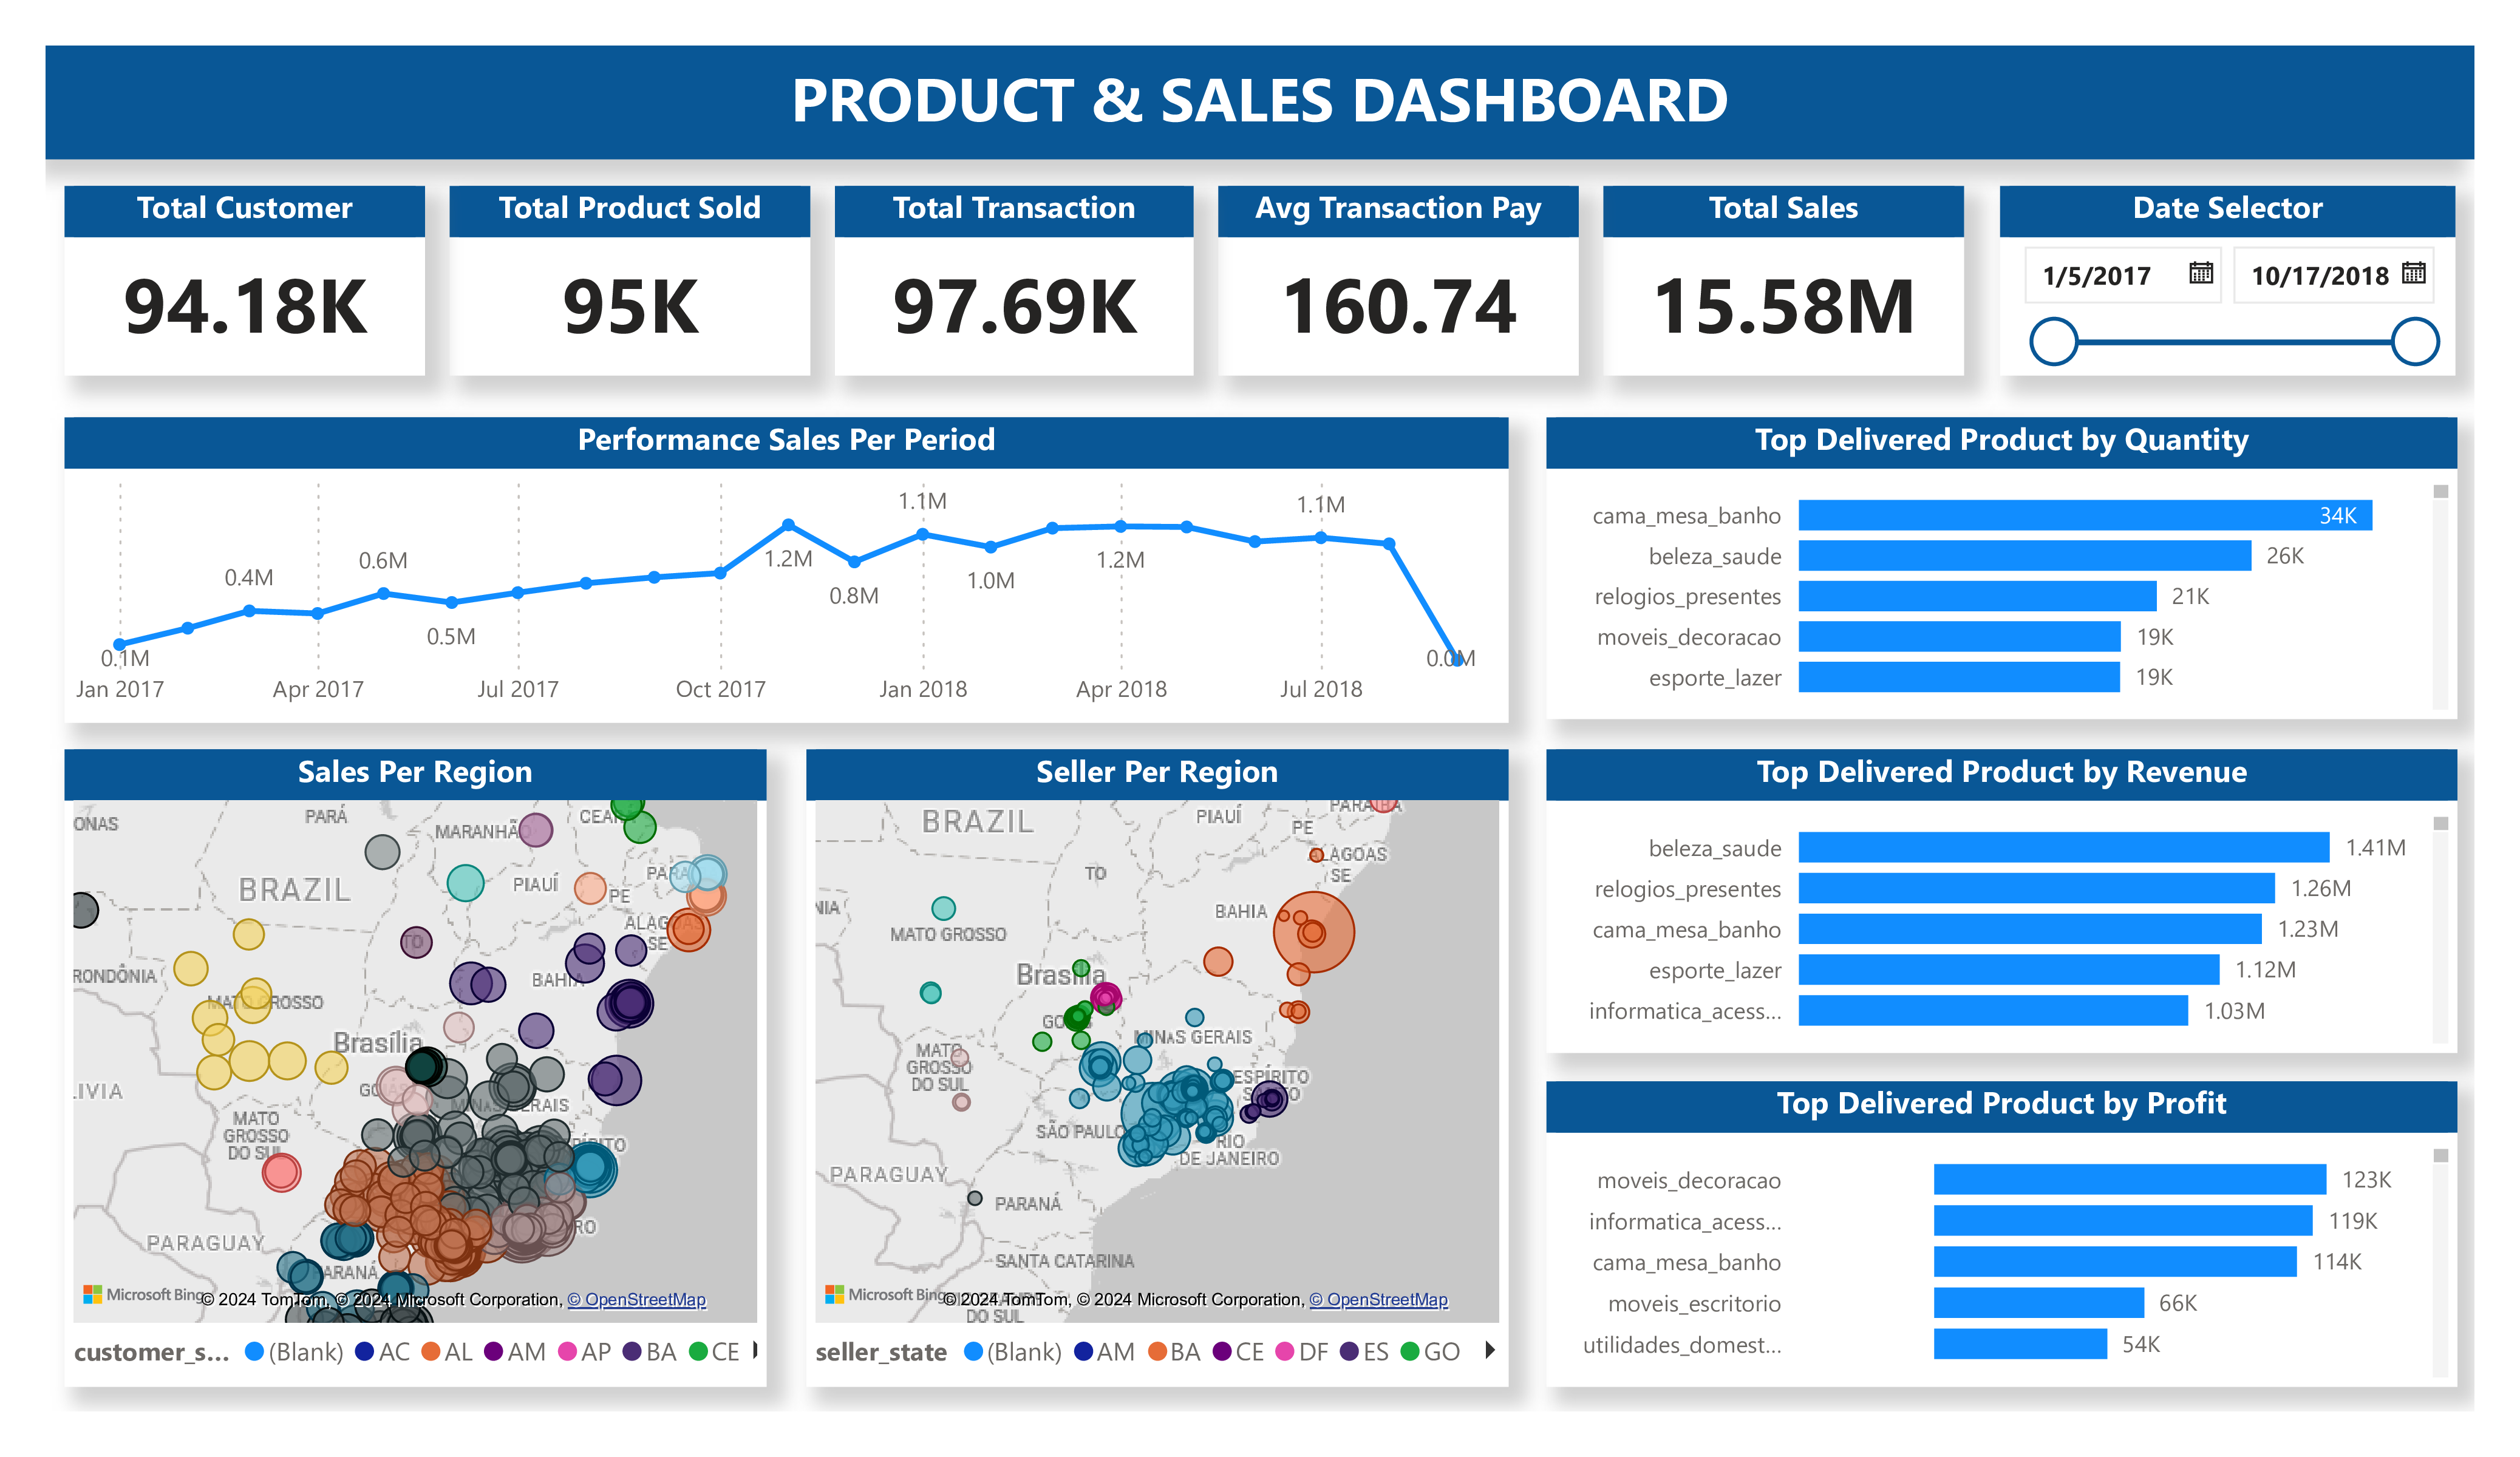 PRODUCT & SALES DASHBOARD
Total Customer
94.18K
Total Product Sold
95K
Total Transaction
97.69K
Avg Transaction Pay
160.74
Total Sales
15.58M
Date Selector
1/5/2017
10/17/2018
Performance Sales Per Period
0.1M
0.4M
0.6M
0.5M
1.2M
0.8M
1.1M
1.0M
1.2M
1.1M
0.0M
Jan 2017
Apr 2017
Jul 2017
Oct 2017
Jan 2018
Apr 2018
Jul 2018
Top Delivered Product by Quantity
cama_mesa_banho 34K
beleza_saude 26K
relogios_presentes 21K
moveis_decoracao 19K
esporte_lazer 19K
Sales Per Region
ONAS
PARÁ
MARANHÃO
CEAR
BRAZIL
PIAUÍ
PARA
PE
ALAG AS
SE
TO
RONDÔNIA
MATO GROSSO
BAHIA
Brasília
GOIÁS
LIVIA
MINAS GERAIS
MATO
GROSSO
DO SUL
PARAGUAY
RO
PARANÁ
Microsoft Bing
© 2024 TomTom, © 2024 Microsoft Corporation, © OpenStreetMap
customer_s... (Blank) AC AL AM AP BA CE
Seller Per Region
BRAZIL
PIAUÍ
PARAÍBA
PE
ALAGOAS
SE
TO
NIA
MATO GROSSO
BAHIA
Brasília
GOIÁS
MINAS GERAIS
MATO
GROSSO
DO SUL
ESPÍRITO
SANTO
SÃO PAULO
RIO
DE JANEIRO
PARAGUAY
PARANÁ
SANTA CATARINA
Microsoft Bing
© 2024 TomTom, © 2024 Microsoft Corporation, © OpenStreetMap
DO SUL
seller_state (Blank) AM BA CE DF ES GO
Top Delivered Product by Revenue
beleza_saude 1.41M
relogios_presentes 1.26M
cama_mesa_banho 1.23M
esporte_lazer 1.12M
informatica_acess... 1.03M
Top Delivered Product by Profit
moveis_decoracao 123K
informatica_acess... 119K
cama_mesa_banho 114K
moveis_escritorio 66K
utilidades_domest... 54K